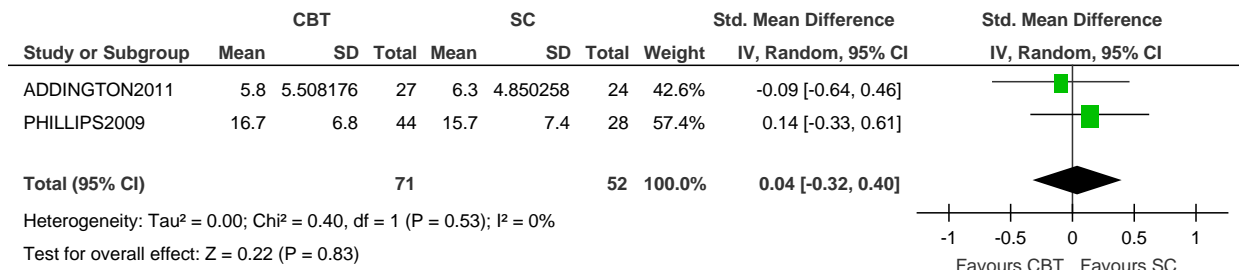 CBT SC Std. Mean Difference Std. Mean Difference
Study or Subgroup Mean SD Total Mean SD Total Weight IV, Random, 95% CI IV, Random, 95% CI
ADDINGTON2011 5.8 5.508176 27 6.3 4.850258 24 42.6% -0.09 [-0.64, 0.46]
PHILLIPS2009 16.7 6.8 44 15.7 7.4 28 57.4% 0.14 [-0.33, 0.61]
Total (95% CI) 71 52 100.0% 0.04 [-0.32, 0.40]
Heterogeneity: Tau² = 0.00; Chi² = 0.40, df = 1 (P = 0.53); I² = 0%
Test for overall effect: Z = 0.22 (P = 0.83)
-1 -0.5 0 0.5 1
Favours CBT Favours SC